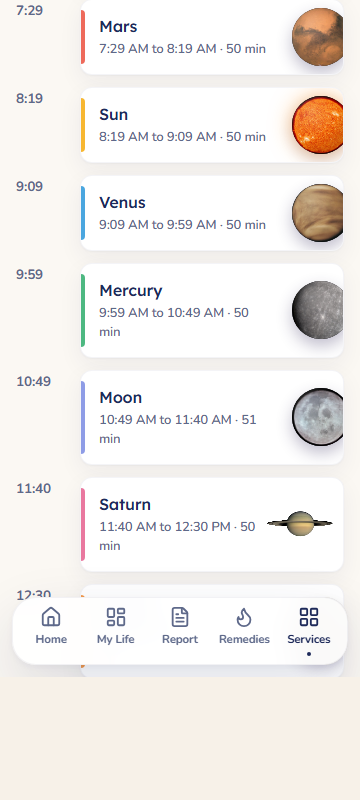 7:29
Mars
7:29 AM to 8:19 AM · 50 min
8:19
Sun
8:19 AM to 9:09 AM · 50 min
9:09
Venus
9:09 AM to 9:59 AM · 50 min
9:59
Mercury
9:59 AM to 10:49 AM · 50
min
10:49
Moon
10:49 AM to 11:40 AM · 51
min
11:40
Saturn
11:40 AM to 12:30 PM · 50
min
12:30
Home
My Life
Report
Remedies
Services